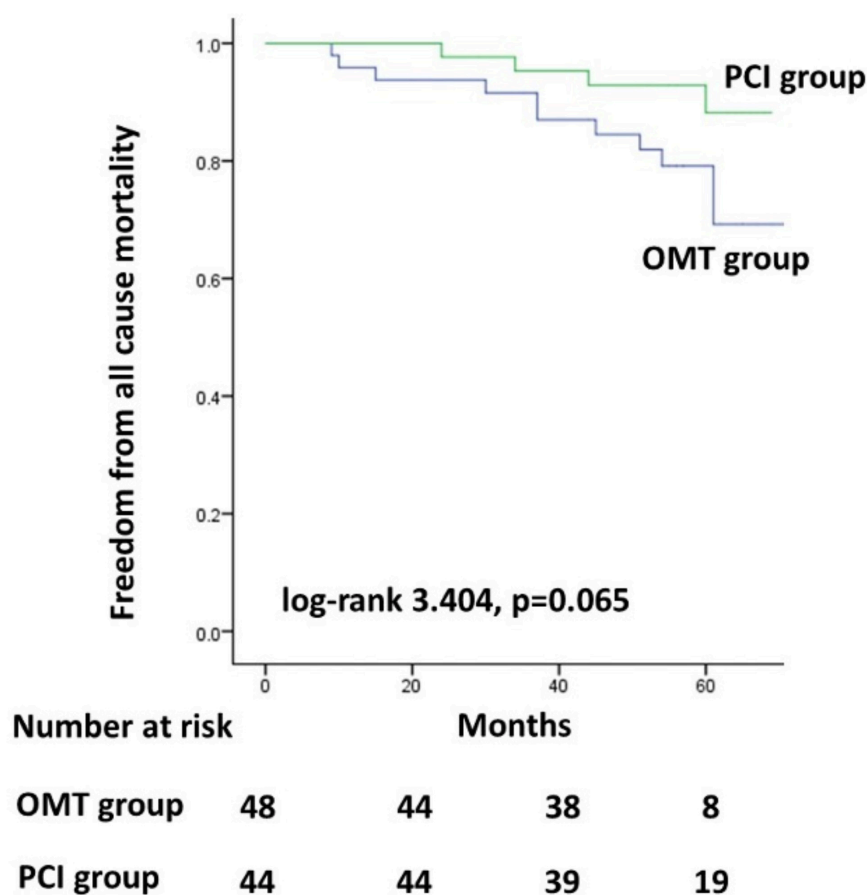 1.0
PCI group
0.8
OMT group
0.6
0.4
0.2
0.0
Freedom from all cause mortality
log-rank 3.404, p=0.065
0 20 40 60
Number at risk Months
OMT group 48 44 38 8
PCI group 44 44 39 19